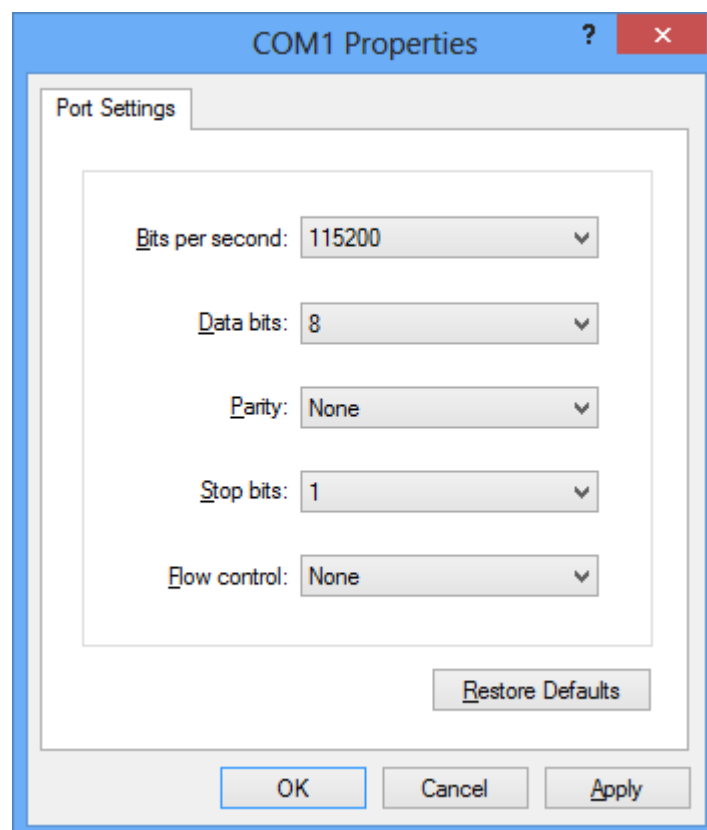 COM1 Properties ?
Port Settings
Bits per second: 115200
Data bits: 8
Parity: None
Stop bits: 1
Flow control: None
Restore Defaults
OK Cancel Apply